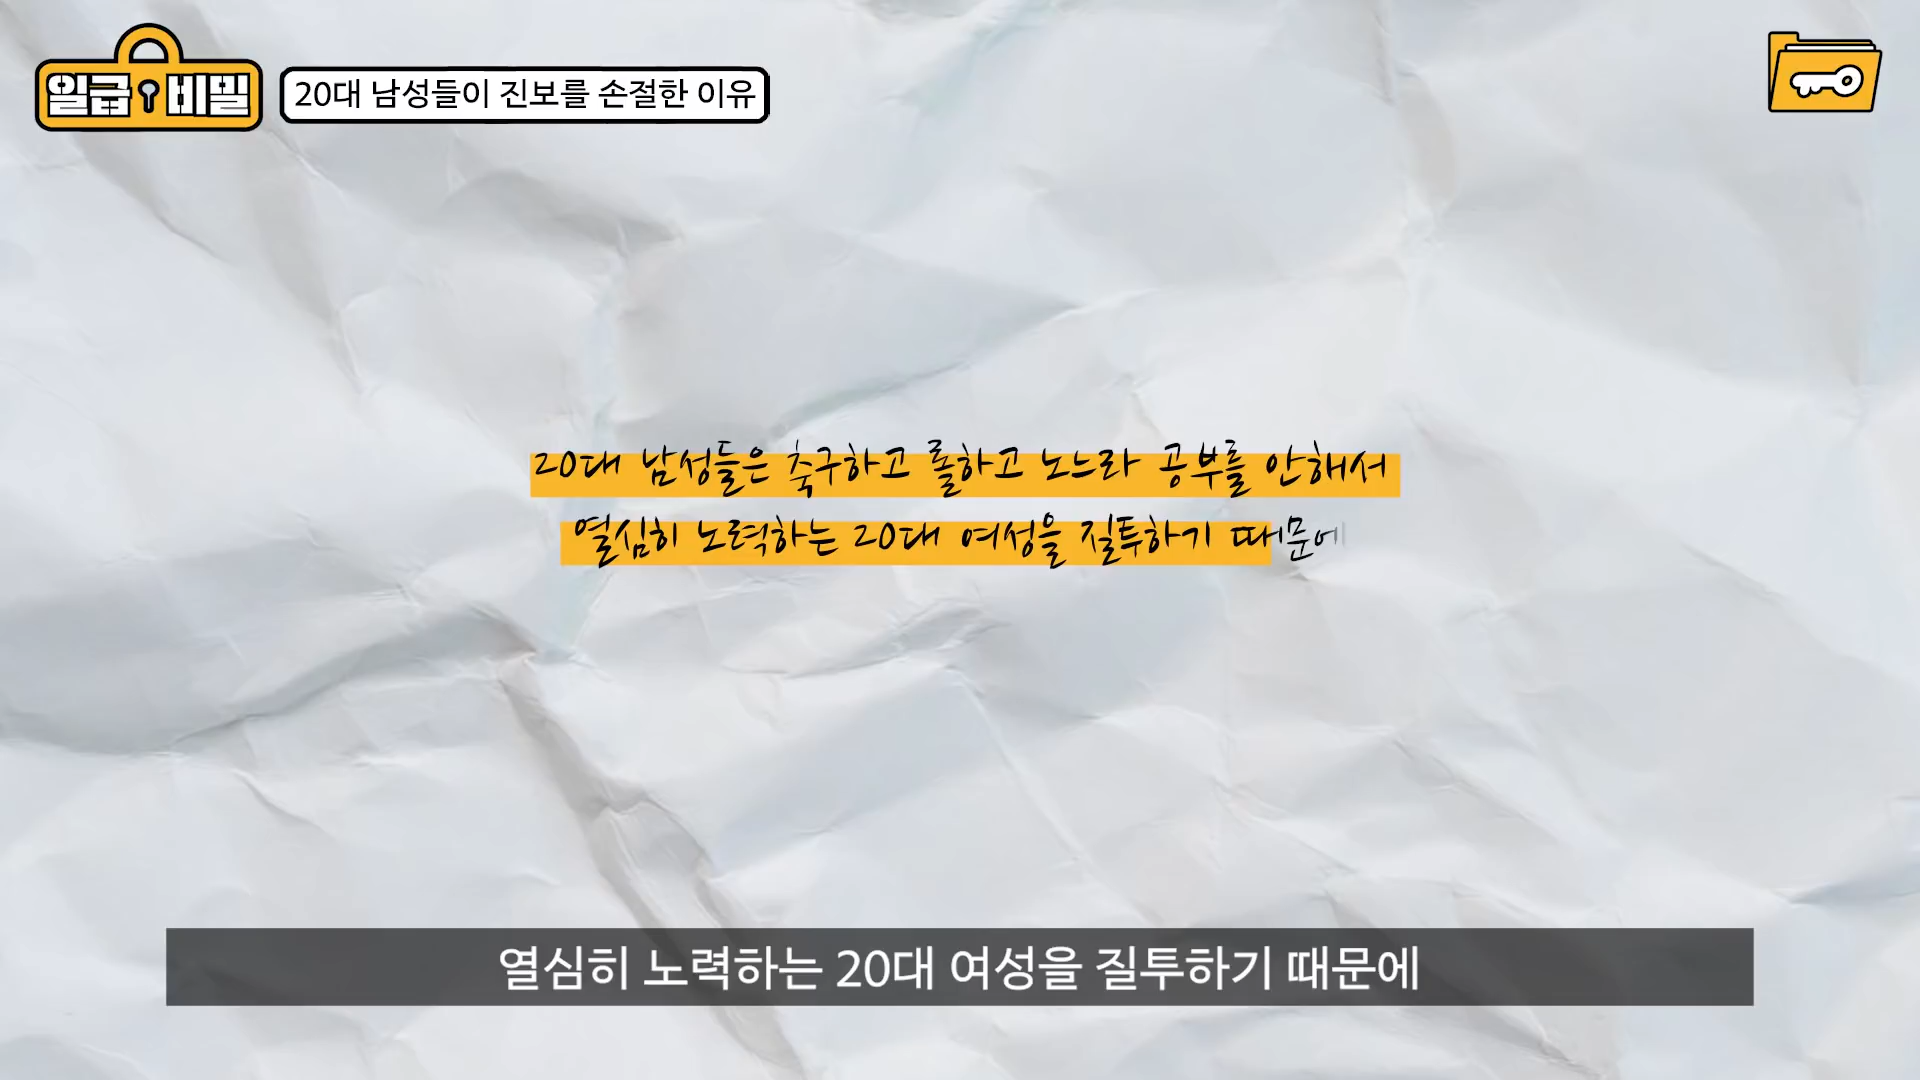 일급비밀
20대 남성들이 진보를 손절한 이유
20대 남성들은 축구하고 롤하고 노느라 공부를 안해서
열심히 노력하는 20대 여성을 질투하기 때문에
열심히 노력하는 20대 여성을 질투하기 때문에